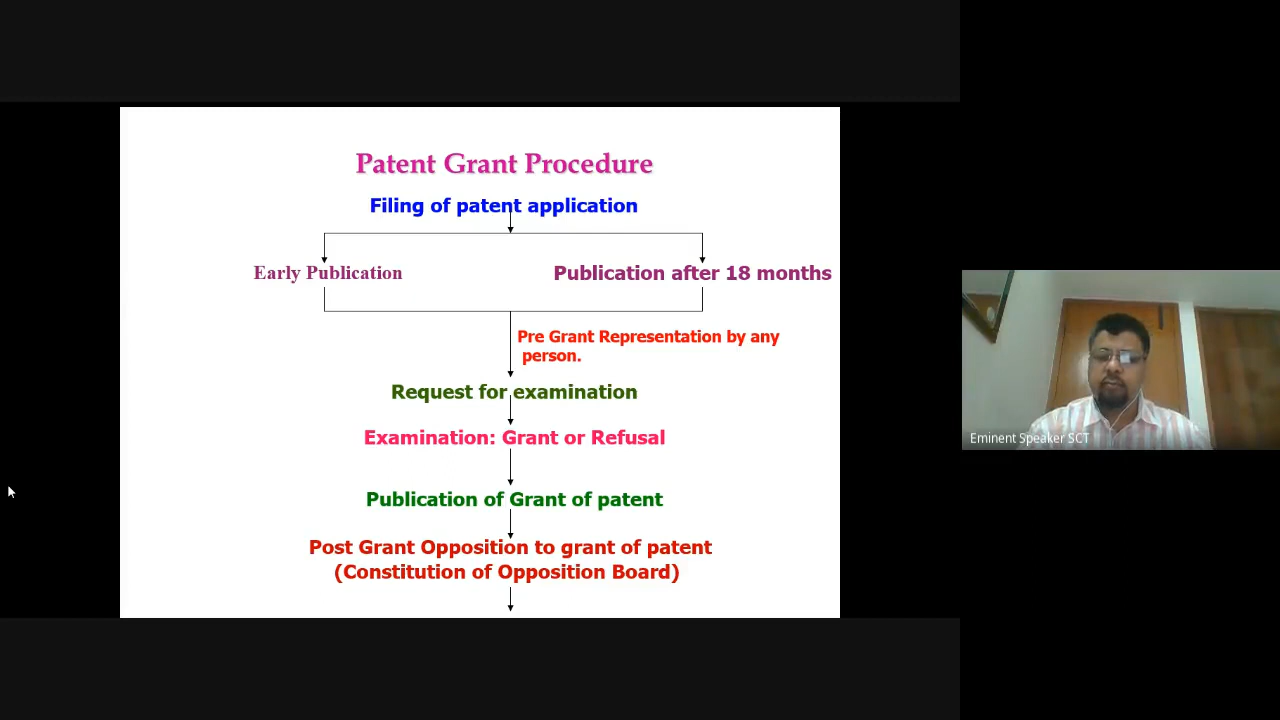 Patent Grant Procedure
Filing of patent application
Early Publication
Publication after 18 months
Pre Grant Representation by any
person.
Request for examination
Examination: Grant or Refusal
Publication of Grant of patent
Post Grant Opposition to grant of patent
(Constitution of Opposition Board)
Eminent Speaker SCT